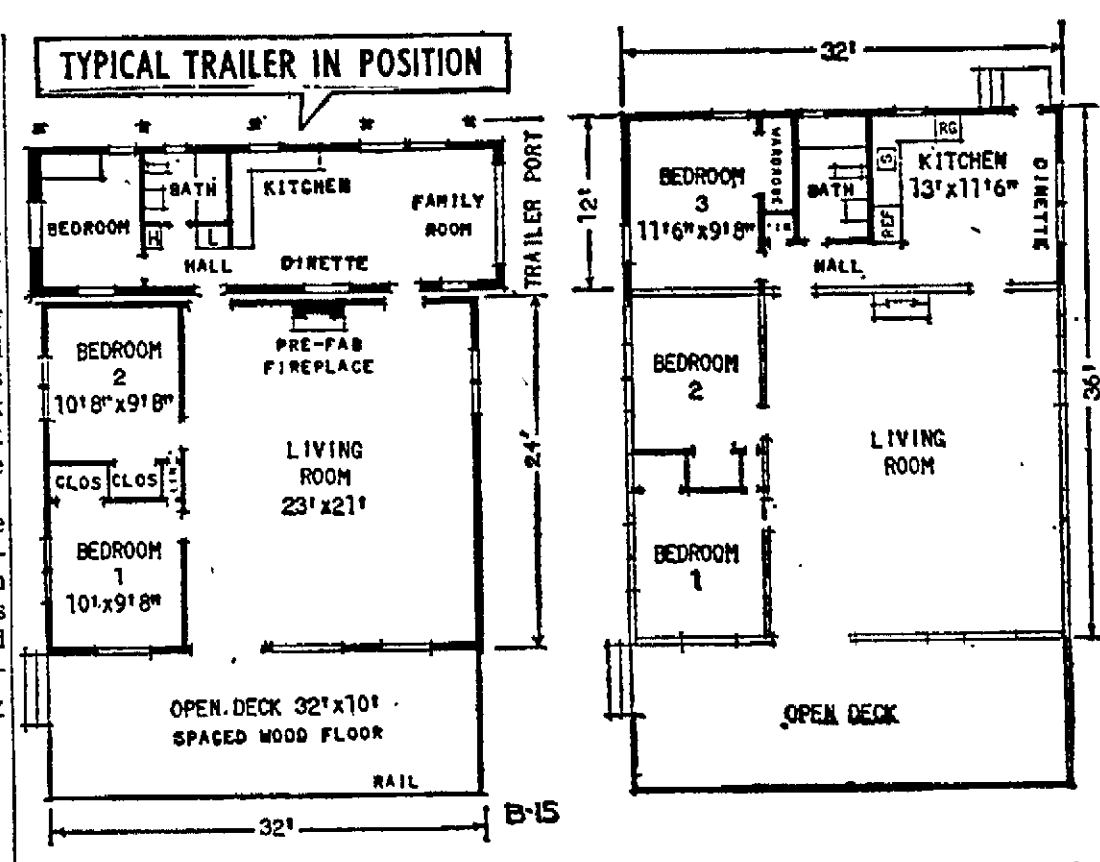 TYPICAL TRAILER IN POSITION
BEDROOM
BATH
H
L
KITCHEN
FAMILY
ROOM
HALL
DINETTE
TRAILER PORT
PRE-FAB
FIREPLACE
BEDROOM
2
10'8"x9'8"
CLOS
CLOS
LIN
LIVING
ROOM
23'x21'
BEDROOM
1
10'x9'8"
24'
OPEN DECK 32'x10'
SPACED WOOD FLOOR
RAIL
32'
B-15
32'
12'
BEDROOM
3
11'6"x9'8"
WARDROBE
LIN
BATH
RG
S
REF
KITCHEN
13'x11'6"
DINETTE
HALL
36'
BEDROOM
2
LIVING
ROOM
BEDROOM
1
OPEN DECK